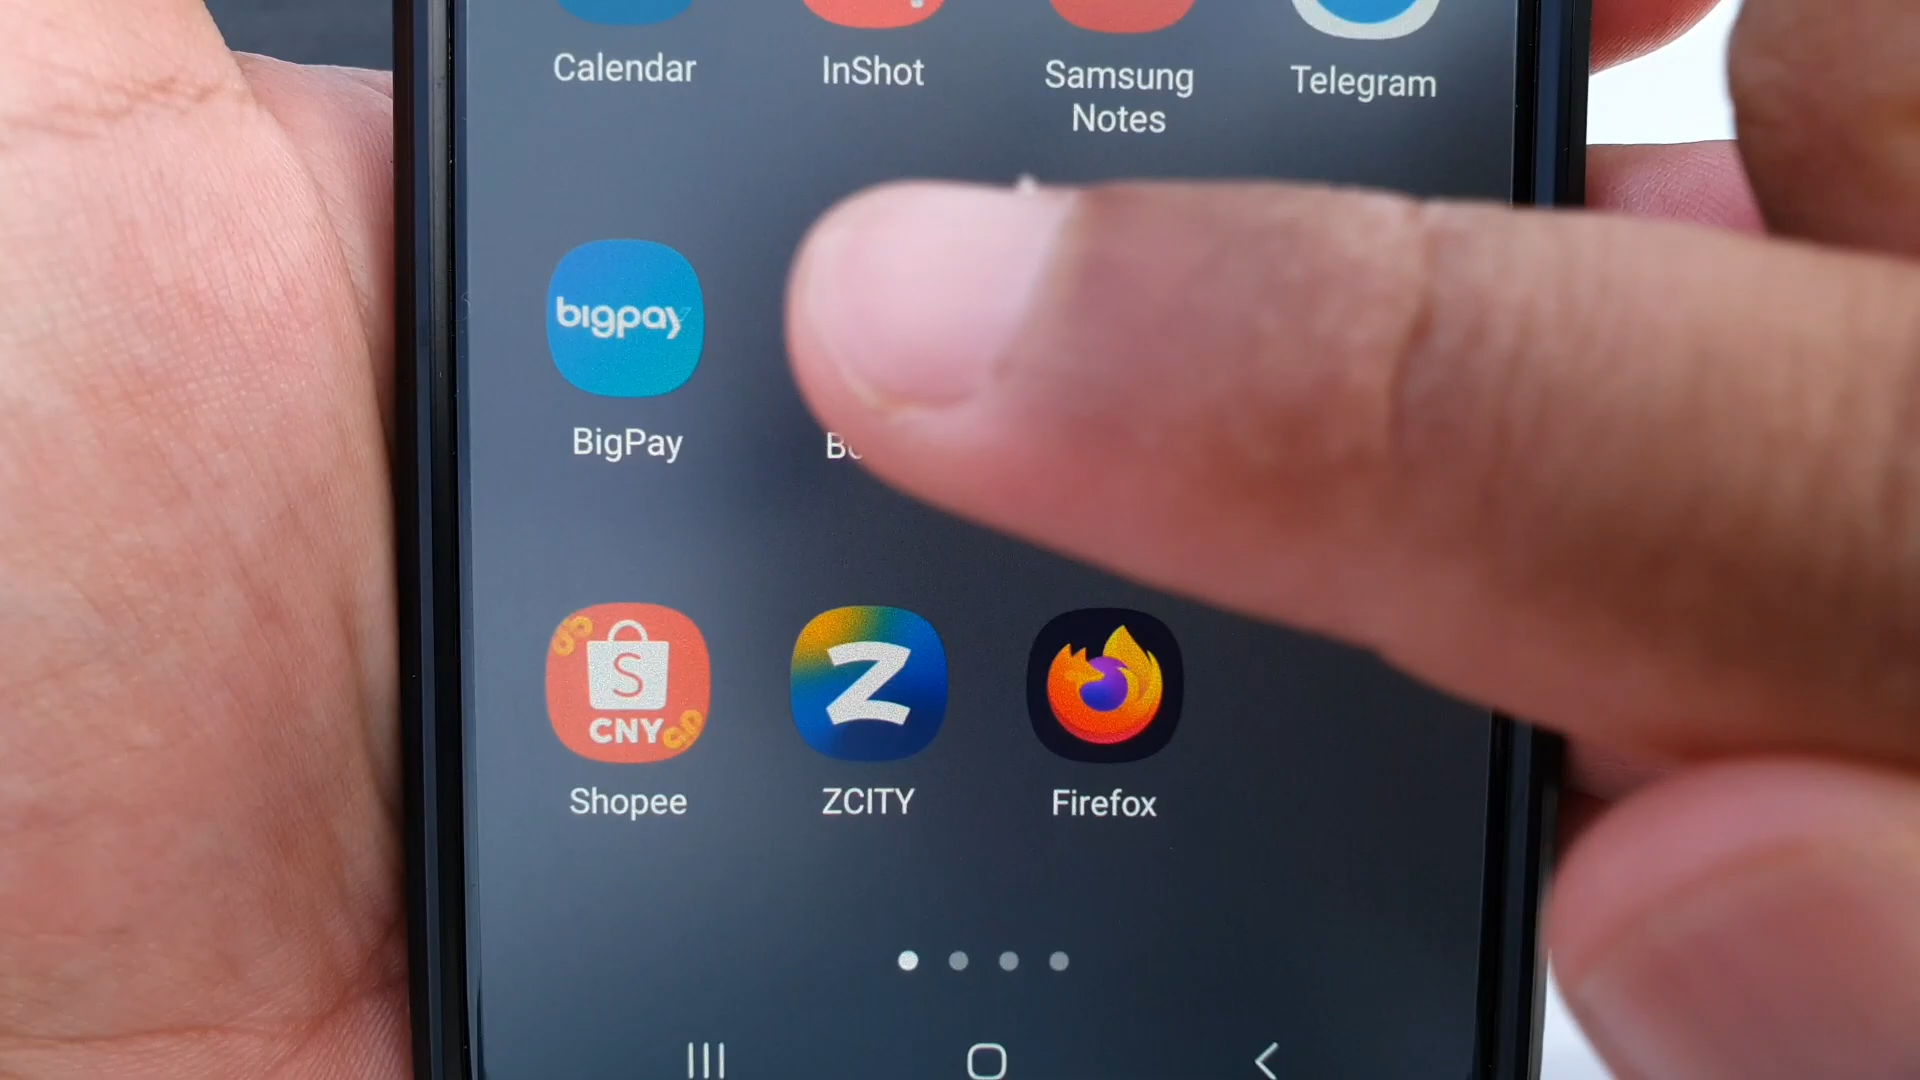 Calendar
InShot
Samsung
Notes
Telegram
bigpay
BigPay
S
CNY
Z
Shopee
ZCITY
Firefox